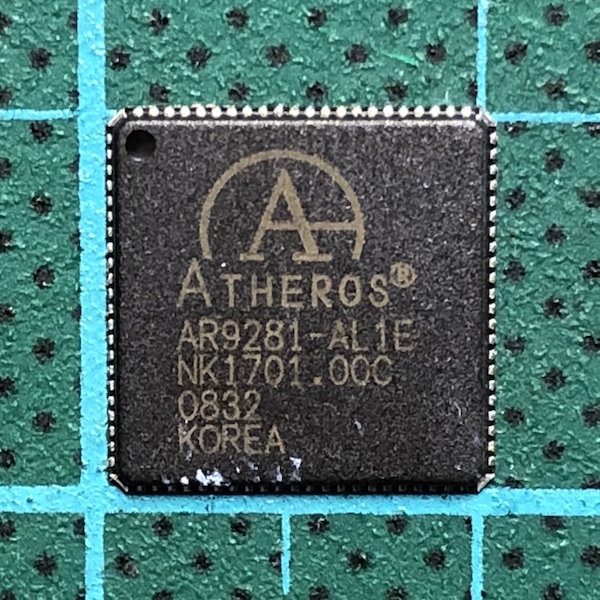 A
ATHEROS®
AR9281-AL1E
NK1701.00C
0832
KOREA